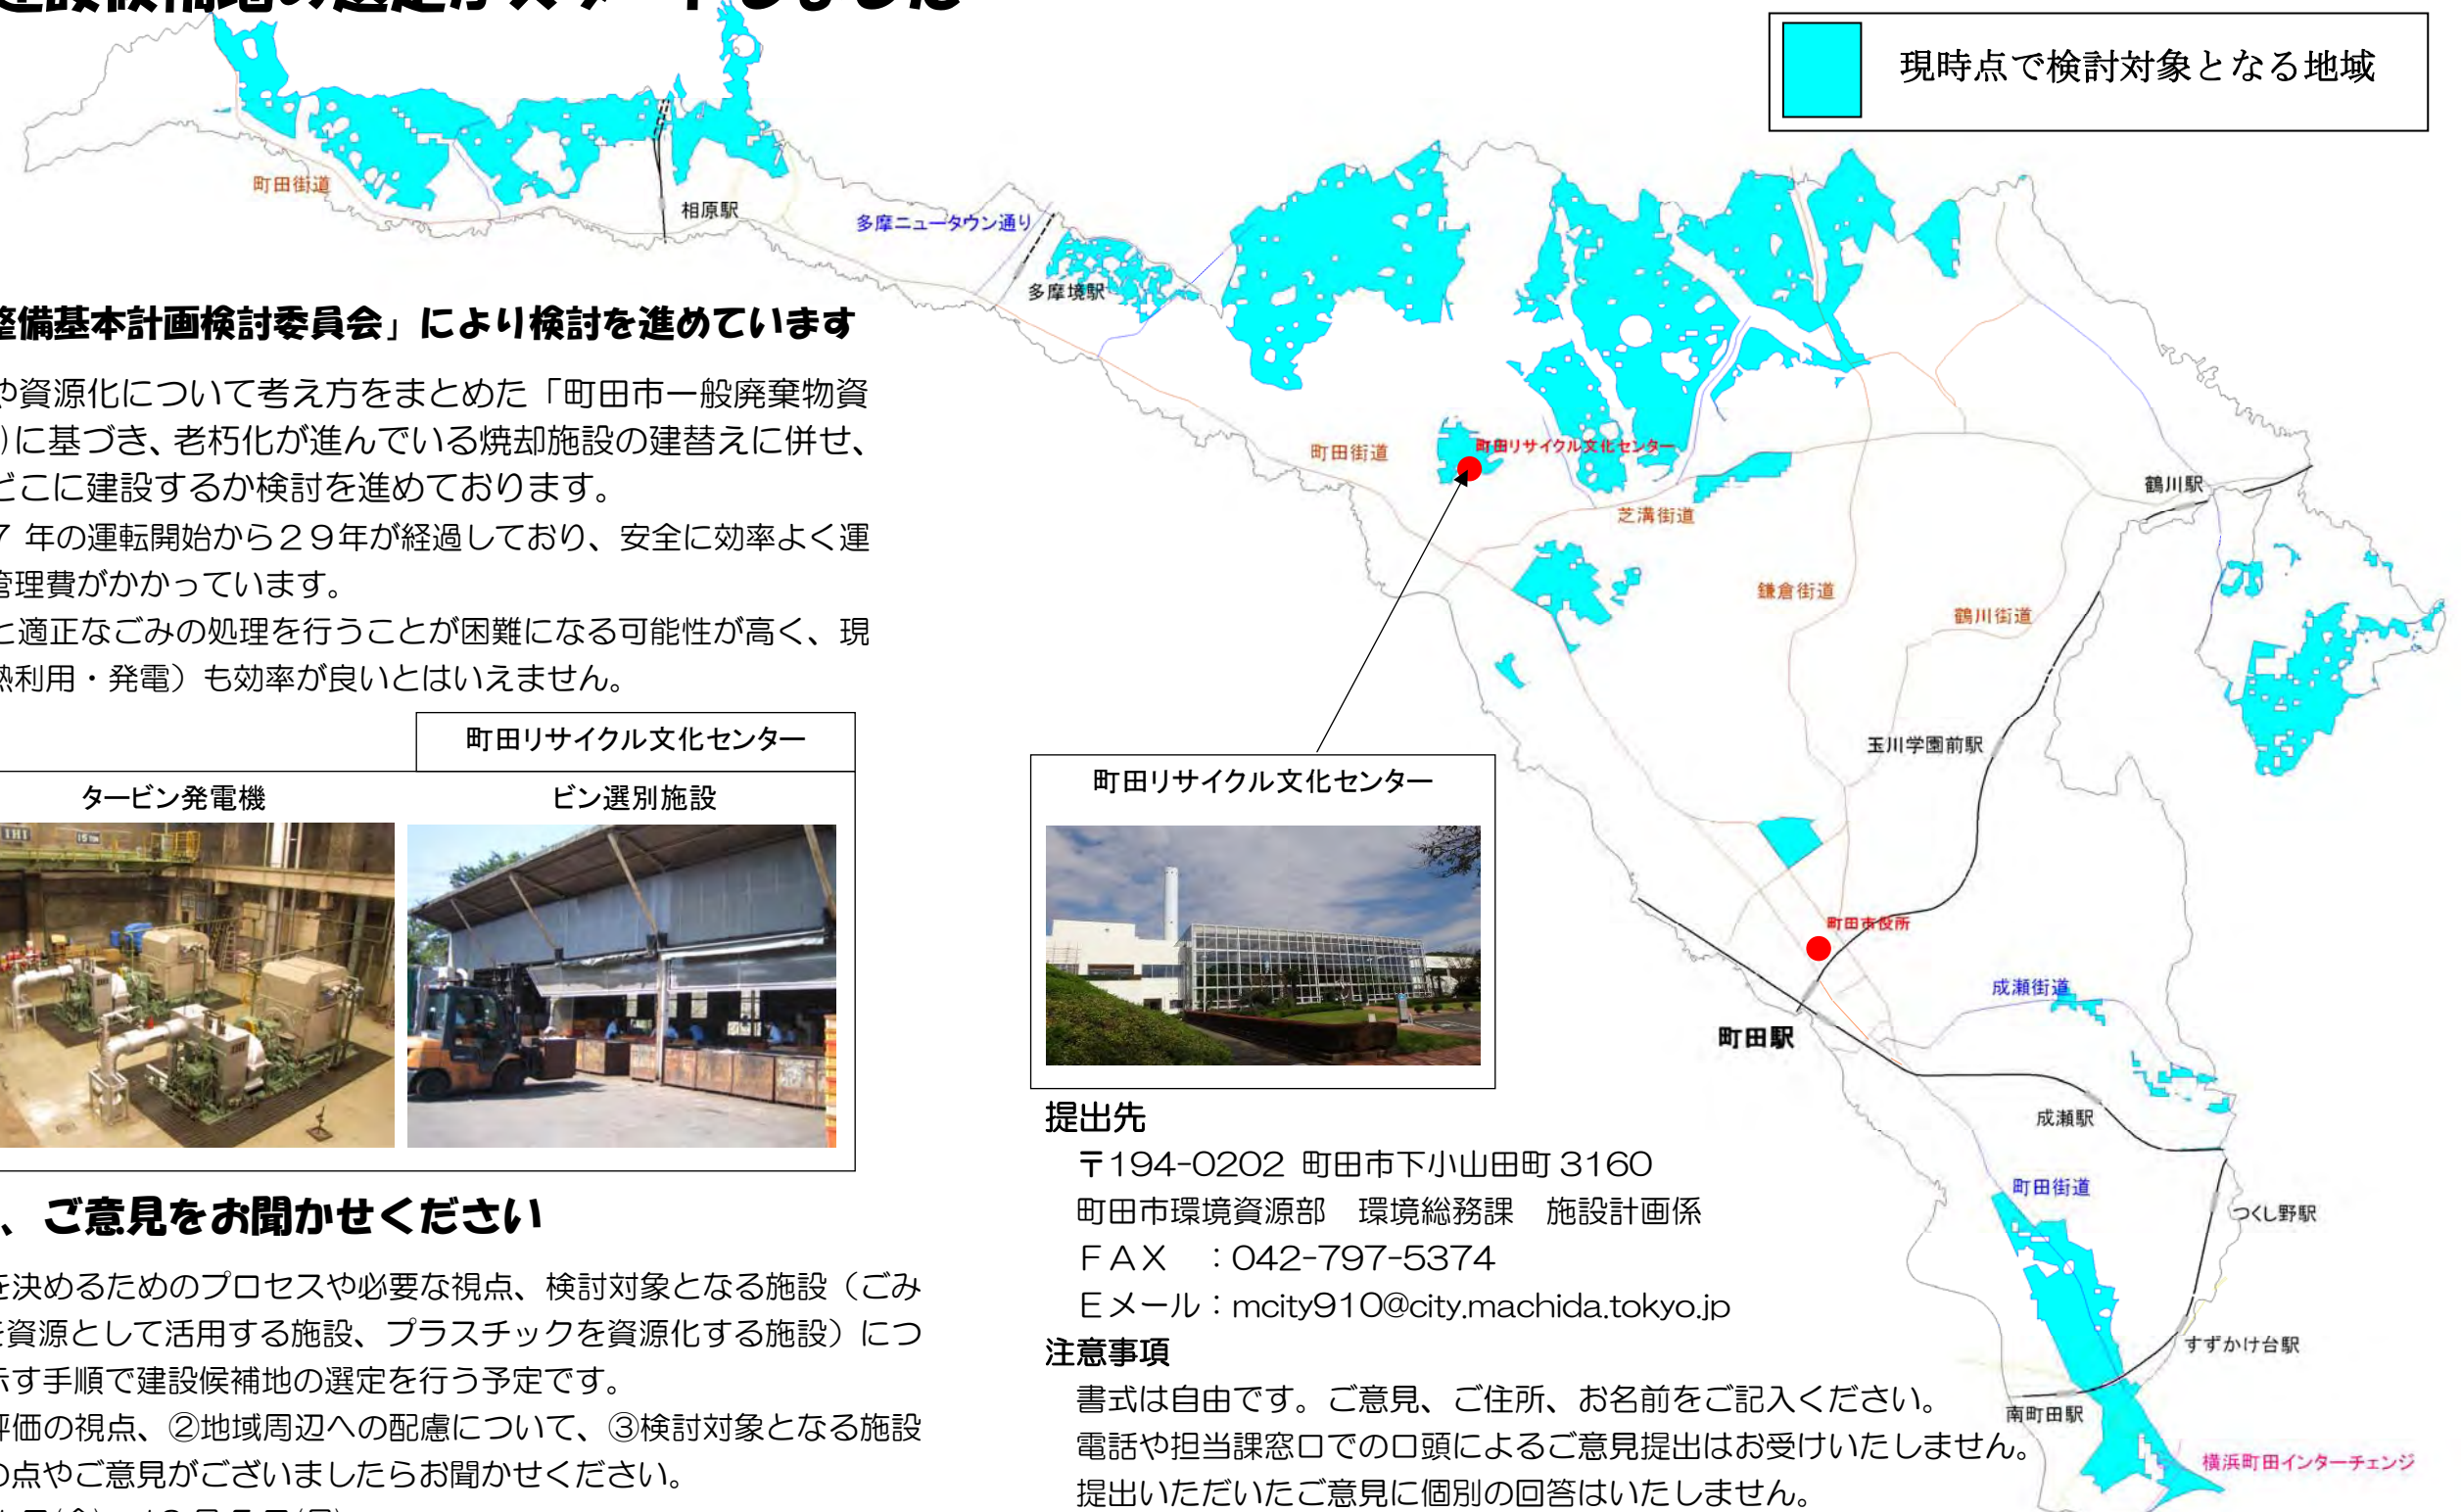 建設候補地の選定がスタートしました
現時点で検討対象となる地域
町田街道
相原駅
多摩ニュータウン通り
多摩境駅
町田街道
町田リサイクル文化センター
芝溝街道
鶴川駅
鎌倉街道
鶴川街道
玉川学園前駅
町田市役所
町田駅
成瀬街道
成瀬駅
町田街道
つくし野駅
すずかけ台駅
南町田駅
横浜町田インターチェンジ
整備基本計画検討委員会」により検討を進めています
や資源化について考え方をまとめた「町田市一般廃棄物資
)に基づき、老朽化が進んでいる焼却施設の建替えに併せ、
どこに建設するか検討を進めております。
7 年の運転開始から29年が経過しており、安全に効率よく運
管理費がかかっています。
と適正なごみの処理を行うことが困難になる可能性が高く、現
熱利用・発電）も効率が良いとはいえません。
町田リサイクル文化センター
タービン発電機
ビン選別施設
IHI
町田リサイクル文化センター
、ご意見をお聞かせください
を決めるためのプロセスや必要な視点、検討対象となる施設（ごみ
を資源として活用する施設、プラスチックを資源化する施設）につ
示す手順で建設候補地の選定を行う予定です。
評価の視点、②地域周辺への配慮について、③検討対象となる施設
の点やご意見がございましたらお聞かせください。
提出先
〒194-0202 町田市下小山田町 3160
町田市環境資源部　環境総務課　施設計画係
ＦＡＸ　：042-797-5374
Ｅメール：mcity910@city.machida.tokyo.jp
注意事項
書式は自由です。ご意見、ご住所、お名前をご記入ください。
電話や担当課窓口での口頭によるご意見提出はお受けいたしません。
提出いただいたご意見に個別の回答はいたしません。